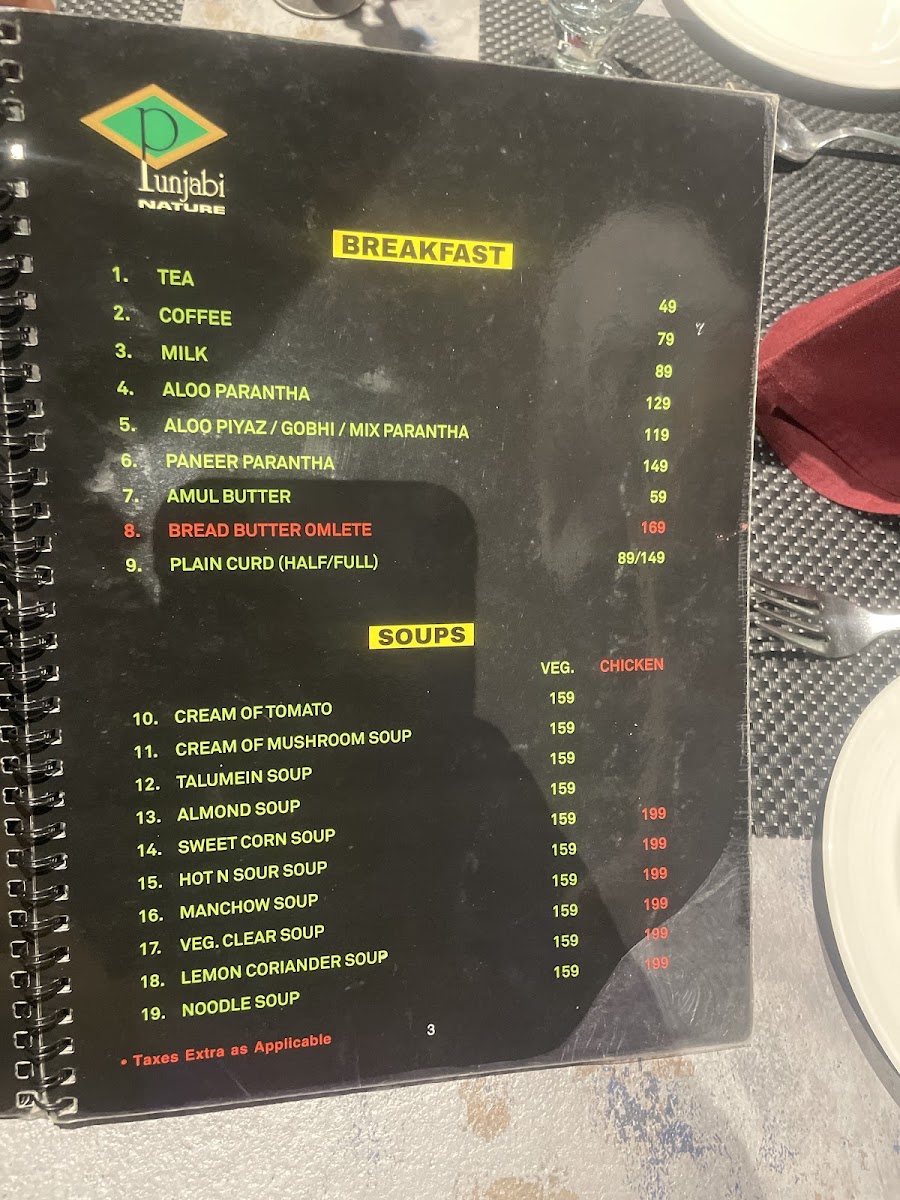 p
Punjabi
NATURE
BREAKFAST
1. TEA 49
2. COFFEE 79
3. MILK 89
4. ALOO PARANTHA 129
5. ALOO PIYAZ / GOBHI / MIX PARANTHA 119
6. PANEER PARANTHA 149
7. AMUL BUTTER 59
8. BREAD BUTTER OMLETE 169
9. PLAIN CURD (HALF/FULL) 89/149
SOUPS
VEG. CHICKEN
10. CREAM OF TOMATO 159
11. CREAM OF MUSHROOM SOUP 159
12. TALUMEIN SOUP 159
13. ALMOND SOUP 159
14. SWEET CORN SOUP 159 199
15. HOT N SOUR SOUP 159 199
16. MANCHOW SOUP 159 199
17. VEG. CLEAR SOUP 159 199
18. LEMON CORIANDER SOUP 159 199
19. NOODLE SOUP 159 199
• Taxes Extra as Applicable
3